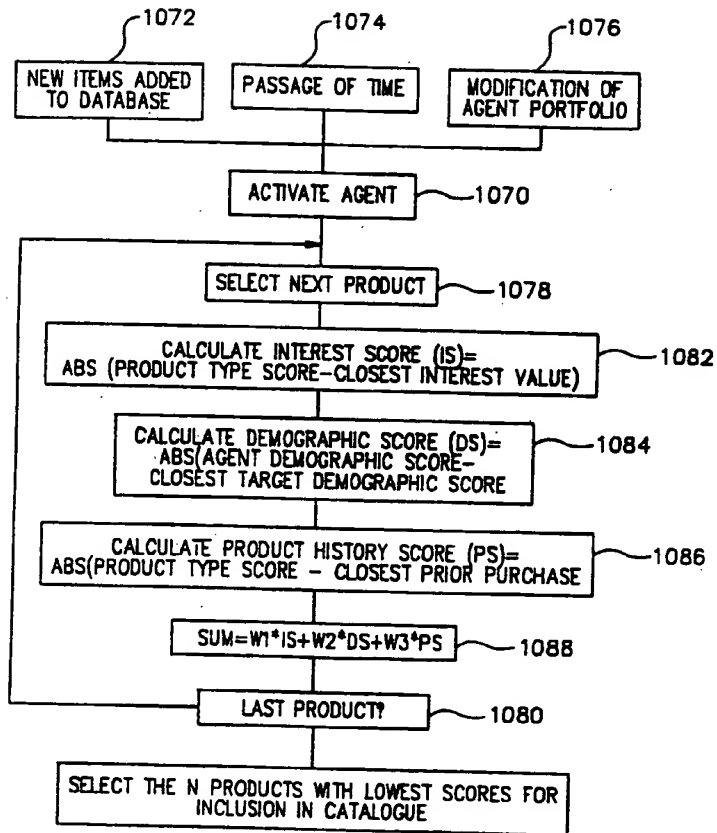 1072
1074
1076
NEW ITEMS ADDED
TO DATABASE
PASSAGE OF
TIME
MODIFICATION OF
AGENT PORTFOLIO
ACTIVATE AGENT
1070
SELECT NEXT PRODUCT
1078
CALCULATE INTEREST SCORE (IS)=
ABS (PRODUCT TYPE SCORE-CLOSEST INTEREST VALUE)
1082
CALCULATE DEMOGRAPHIC SCORE (DS)=
ABS(AGENT DEMOGRAPHIC SCORE-
CLOSEST TARGET DEMOGRAPHIC SCORE
1084
CALCULATE PRODUCT HISTORY SCORE (PS)=
ABS(PRODUCT TYPE SCORE - CLOSEST PRIOR PURCHASE
1086
SUM=W1*IS+W2*DS+W3*PS
1088
LAST PRODUCT?
1080
SELECT THE N PRODUCTS WITH LOWEST SCORES FOR
INCLUSION IN CATALOGUE